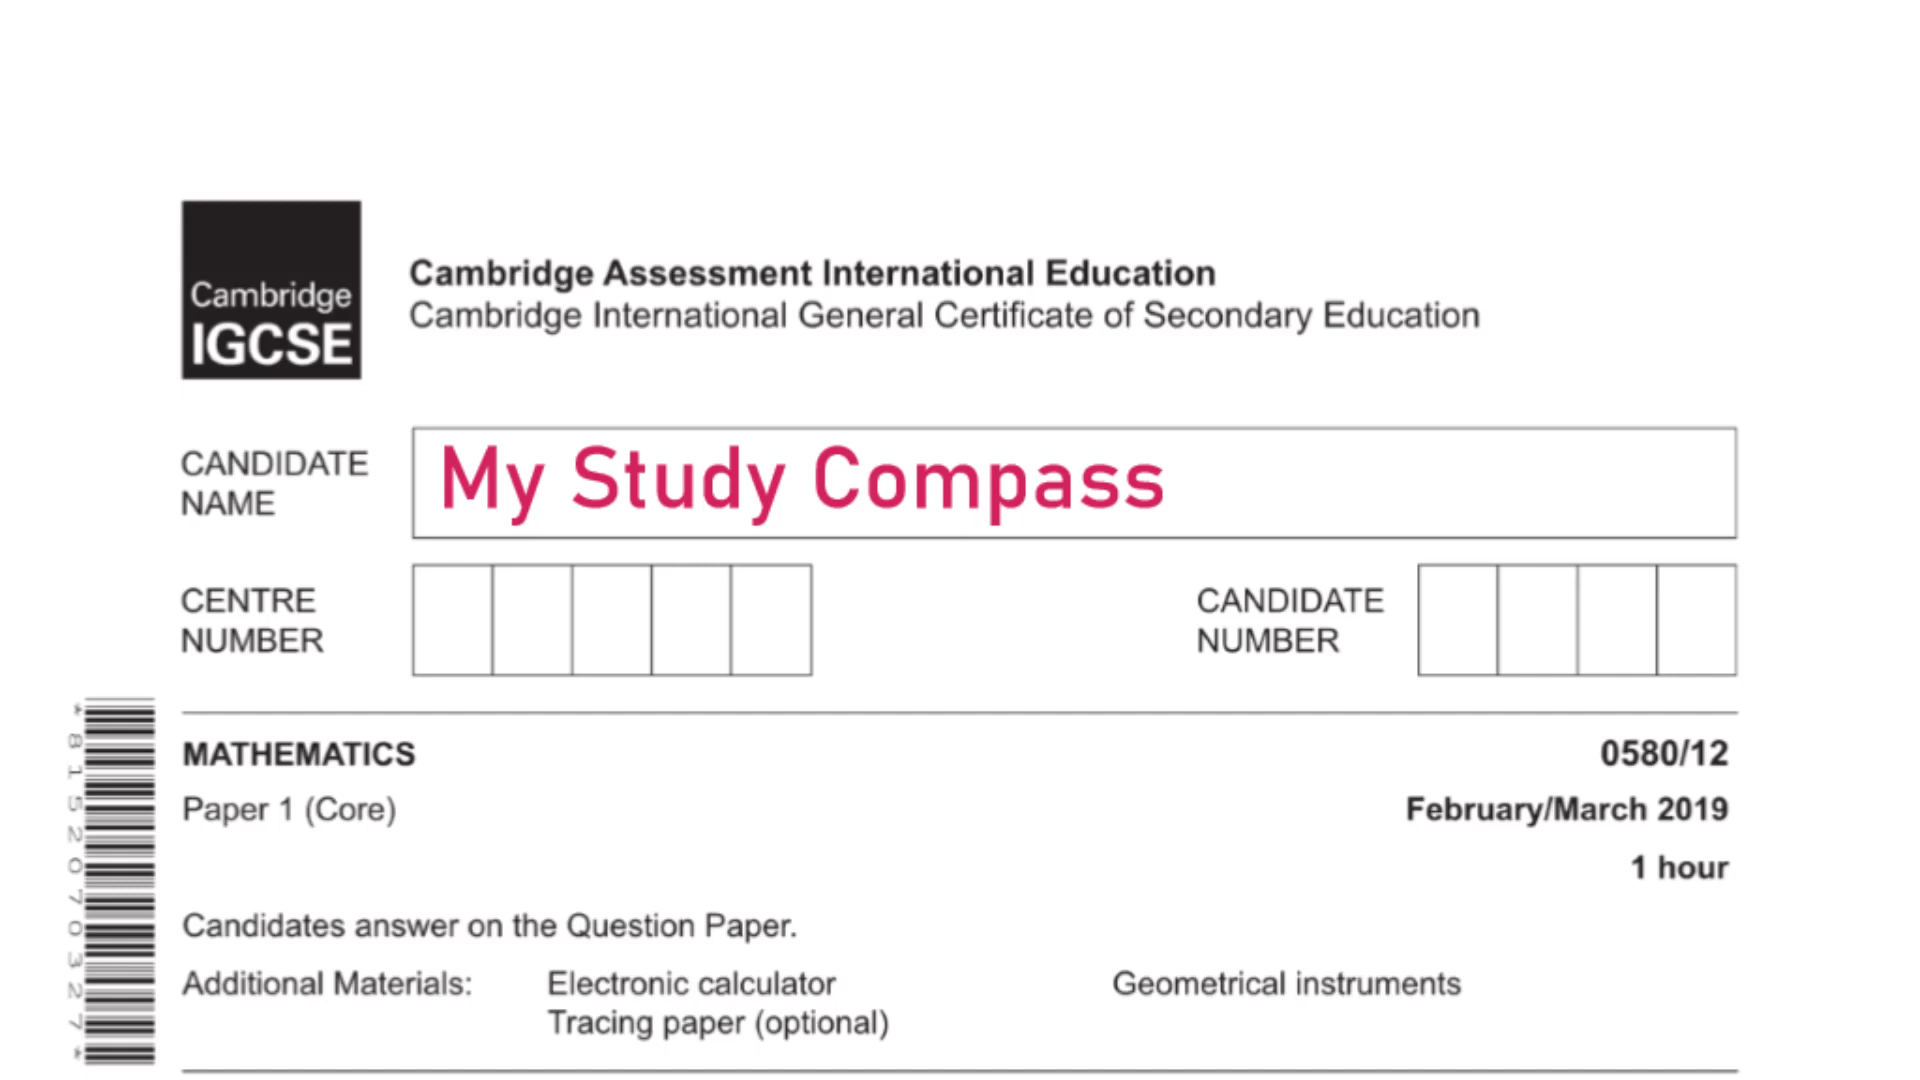 Cambridge
IGCSE
Cambridge Assessment International Education
Cambridge International General Certificate of Secondary Education
CANDIDATE
NAME
My Study Compass
CENTRE
NUMBER
CANDIDATE
NUMBER
*8152070327*
MATHEMATICS
0580/12
Paper 1 (Core)
February/March 2019
1 hour
Candidates answer on the Question Paper.
Additional Materials:
Electronic calculator
Geometrical instruments
Tracing paper (optional)